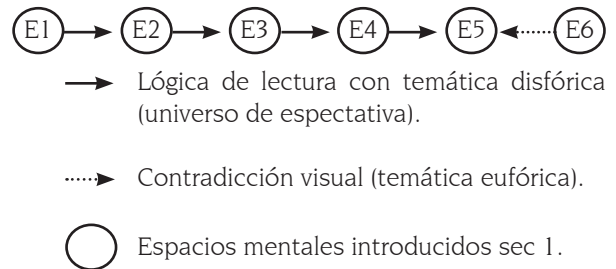 E1 E2 E3 E4 E5 E6
Lógica de lectura con temática disfórica
(universo de espectativa).
Contradicción visual (temática eufórica).
Espacios mentales introducidos sec 1.